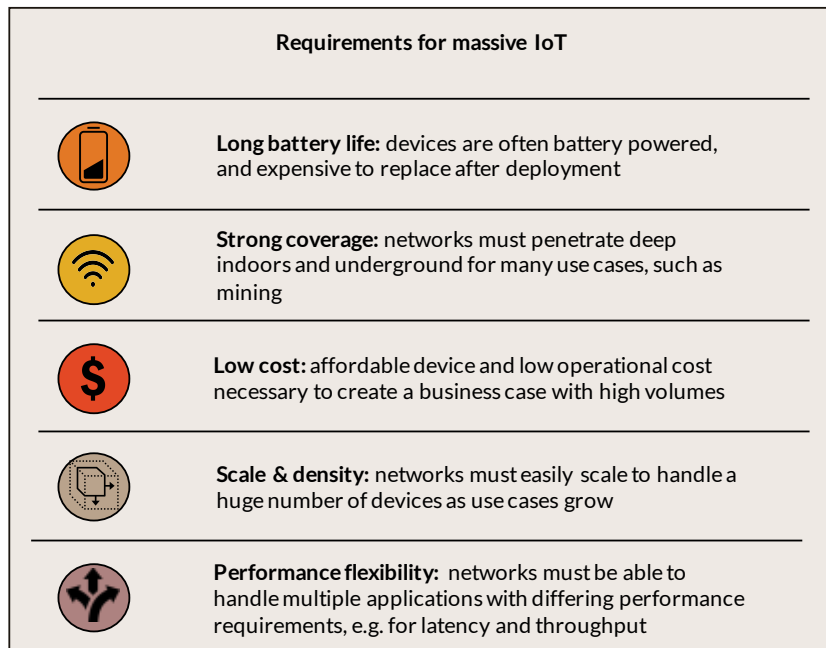 Requirements for massive IoT
Long battery life: devices are often battery powered,
and expensive to replace after deployment
Strong coverage: networks must penetrate deep
indoors and underground for many use cases, such as
mining
$
Low cost: affordable device and low operational cost
necessary to create a business case with high volumes
Scale & density: networks must easily scale to handle a
huge number of devices as use cases grow
Performance flexibility: networks must be able to
handle multiple applications with differing performance
requirements, e.g. for latency and throughput